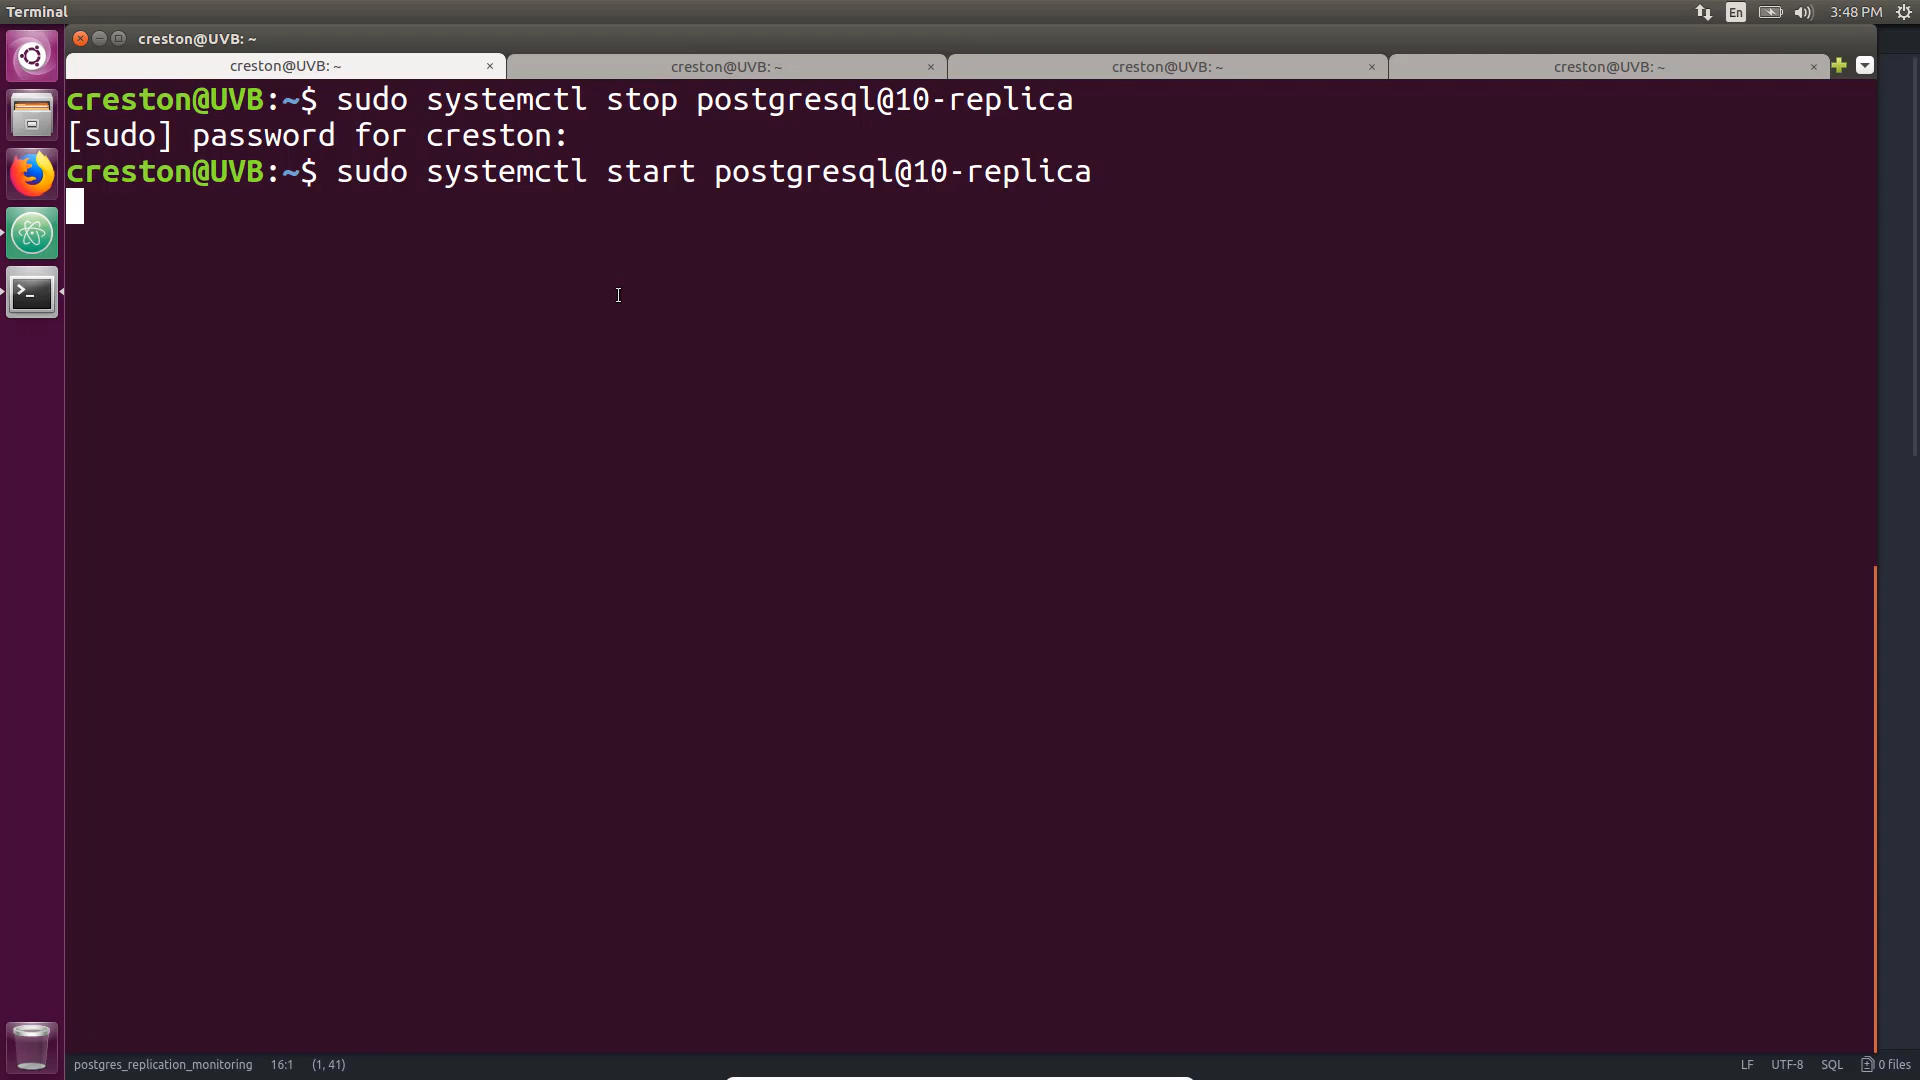 Terminal
En
3:48 PM
creston@UVB: ~
creston@UVB: ~ ×
creston@UVB: ~ ×
creston@UVB: ~ ×
creston@UVB: ~ ×
creston@UVB:~$ sudo systemctl stop postgresql@10-replica
[sudo] password for creston:
creston@UVB:~$ sudo systemctl start postgresql@10-replica
>_
postgres_replication_monitoring 16:1 (1, 41)
LF UTF-8 SQL 0 files